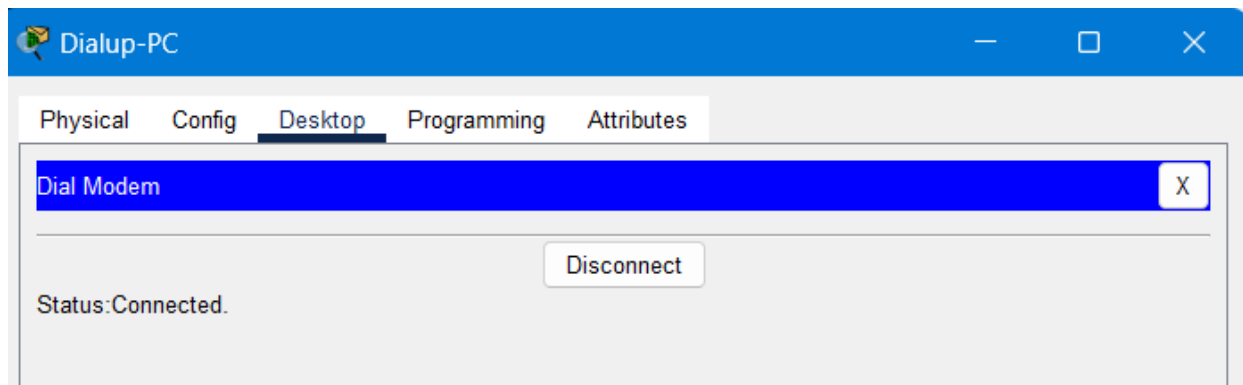 Dialup-PC
Physical Config Desktop Programming Attributes
Dial Modem X
Disconnect
Status:Connected.